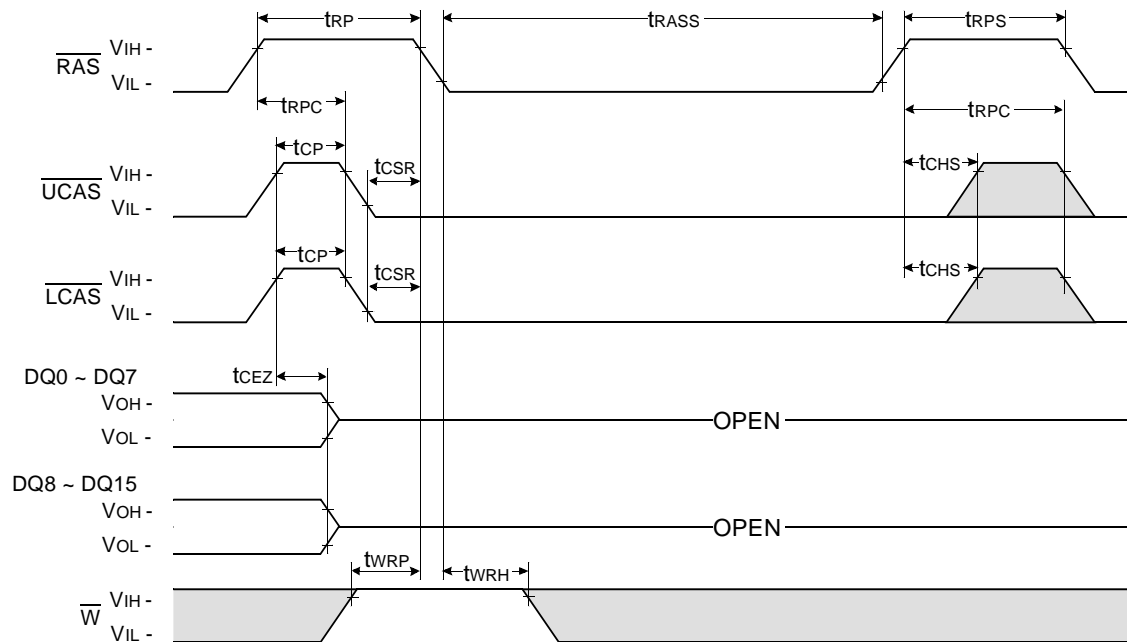 tRP tRASS tRPS
RAS VIH -
VIL -
tRPC tRPC
tCP tCSR tCHS
UCAS VIH -
VIL -
tCP tCSR tCHS
LCAS VIH -
VIL -
DQ0 ~ DQ7 tCEZ
VOH -
VOL - OPEN
DQ8 ~ DQ15
VOH -
VOL - OPEN
tWRP tWRH
W VIH -
VIL -